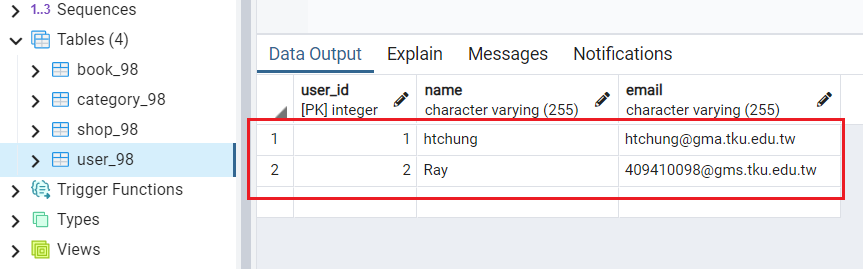 Sequences
Tables (4)
book_98
category_98
shop_98
user_98
Trigger Functions
Types
Views
Data Output Explain Messages Notifications
user_id name email
[PK] integer character varying (255) character varying (255)
1 1 htchung htchung@gma.tku.edu.tw
2 2 Ray 409410098@gms.tku.edu.tw